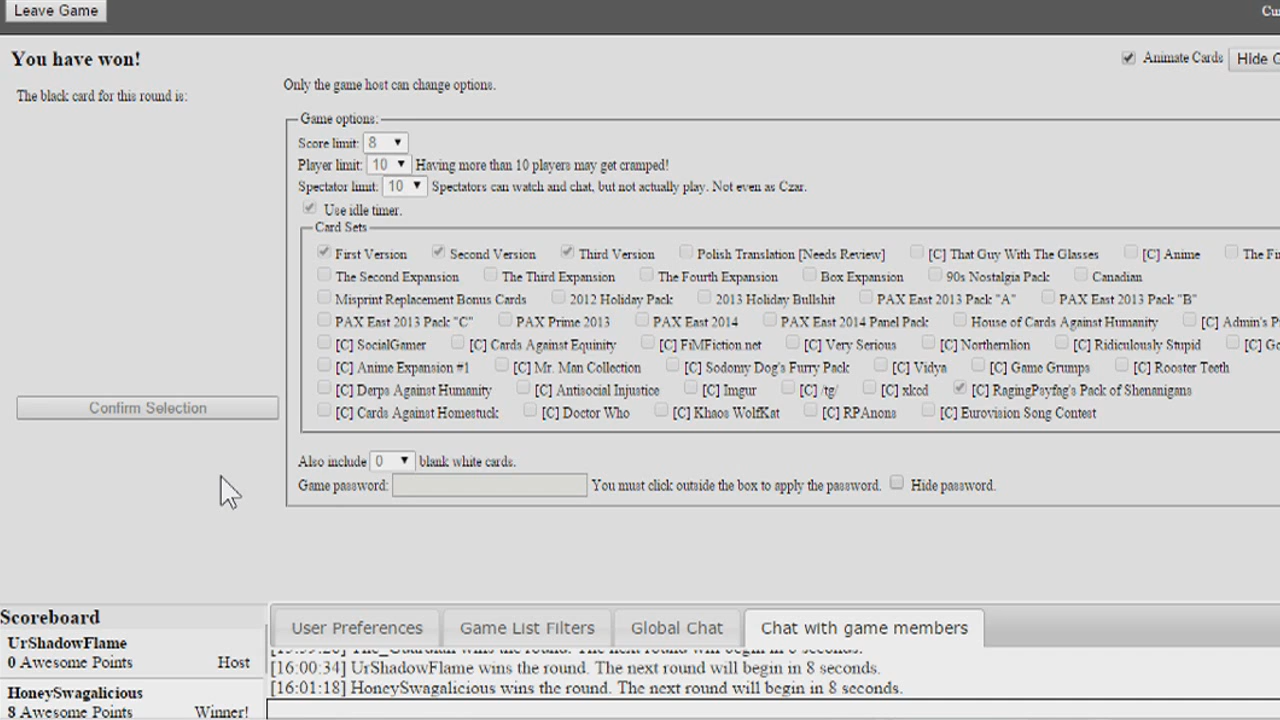 Leave Game
You have won!
Animate Cards
The black card for this round is:
Only the game host can change options.
Game options:
Score limit: 8
Player limit: 10 Having more than 10 players may get cramped!
Spectator limit: 10 Spectators can watch and chat, but not actually play. Not even as Czar.
Use idle timer.
Card Sets
First Version Second Version Third Version Polish Translation [Needs Review] [C] That Guy With The Glasses [C] Anime The
The Second Expansion The Third Expansion The Fourth Expansion Box Expansion 90s Nostalgia Pack Canadian
Misprint Replacement Bonus Cards 2012 Holiday Pack 2013 Holiday Bullshit PAX East 2013 Pack "A" PAX East 2013 Pack "B"
PAX East 2013 Pack "C" PAX Prime 2013 PAX East 2014 PAX East 2014 Panel Pack House of Cards Against Humanity [C] Admin's
[C] SocialGamer [C] Cards Against Equinity [C] FiMFiction.net [C] Very Serious [C] Northernlion [C] Ridiculously Stupid [C]
[C] Anime Expansion #1 [C] Mr. Man Collection [C] Sodomy Dog's Furry Pack [C] Vidya [C] Game Grumps [C] Rooster Teeth
[C] Derps Against Humanity [C] Antisocial Injustice [C] Imgur [C] /tg/ [C] xkcd [C] RagingPsyfag's Pack of Shenanigans
[C] Cards Against Homestuck [C] Doctor Who [C] Khaos WolfKat [C] RPAnons [C] Eurovision Song Contest
Confirm Selection
Also include 0 blank white cards.
Game password: You must click outside the box to apply the password. Hide password.
Scoreboard
User Preferences Game List Filters Global Chat Chat with game members
UrShadowFlame
0 Awesome Points Host
HoneySwagalicious
8 Awesome Points Winner!
[16:00:34] UrShadowFlame wins the round. The next round will begin in 8 seconds.
[16:01:18] HoneySwagalicious wins the round. The next round will begin in 8 seconds.